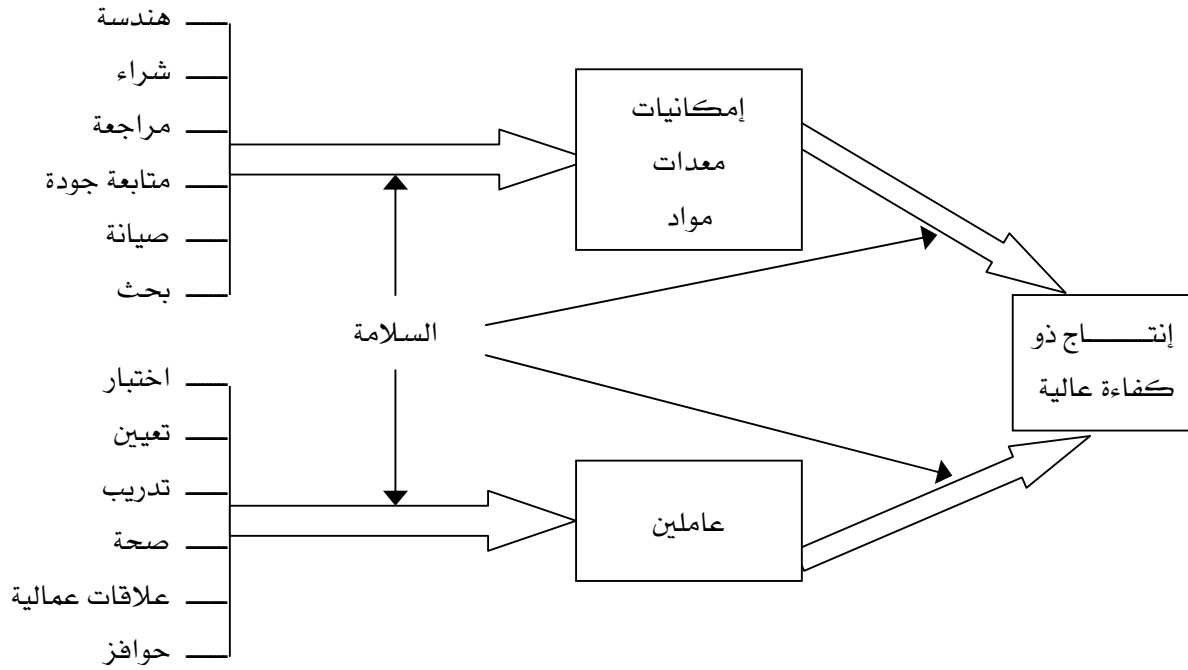 هندسة
شراء
مراجعة
متابعة جودة
صيانة
بحث
إمكانيات
معدات
مواد
السلامة
إنتاج ذو
كفاءة عالية
اختبار
تعيين
تدريب
صحة
علاقات عمالية
حوافز
عاملين